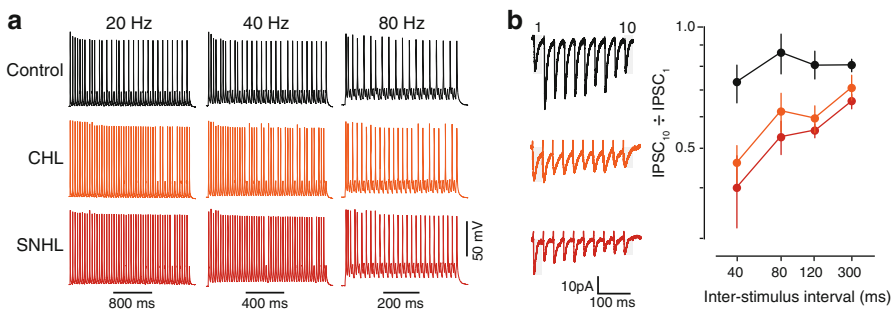 a
20 Hz 40 Hz 80 Hz
Control
CHL
SNHL
50 mV
800 ms 400 ms 200 ms
b
1 10
10pA
100 ms
IPSC10 ÷ IPSC1
1.0
0.5
40 80 120 300
Inter-stimulus interval (ms)